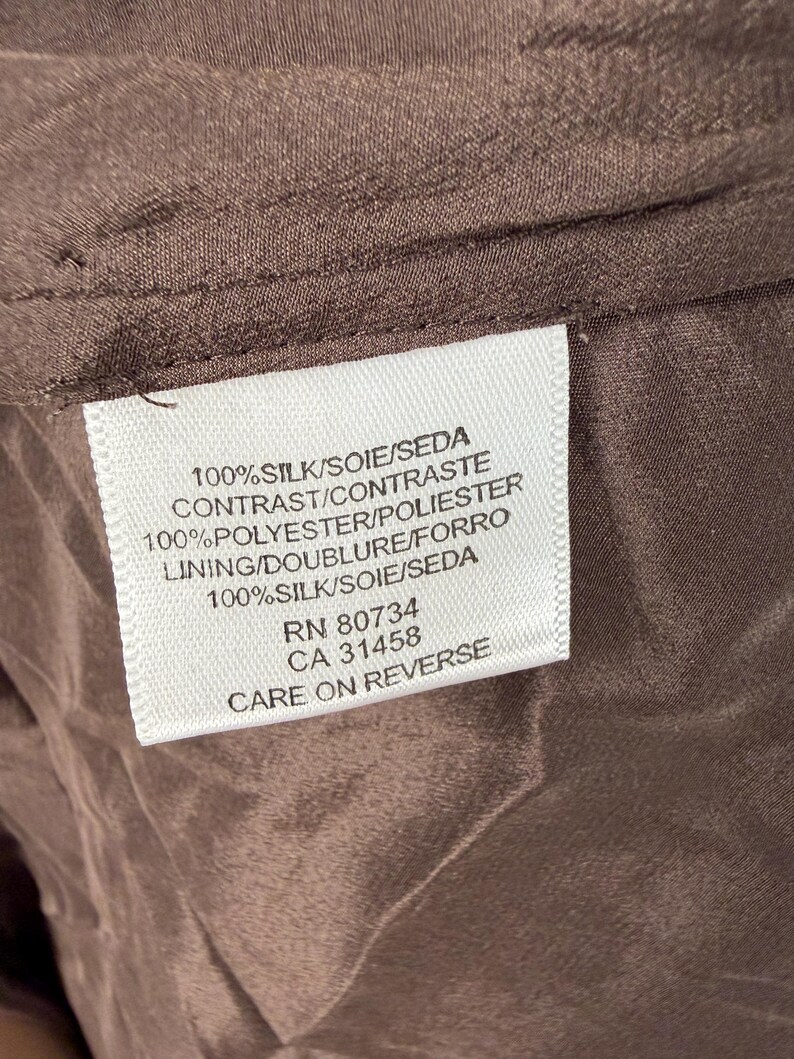 100%SILK/SOIE/SEDA
CONTRAST/CONTRASTE
100%POLYESTER/POLIESTER
LINING/DOUBLURE/FORRO
100%SILK/SOIE/SEDA
RN 80734
CA 31458
CARE ON REVERSE